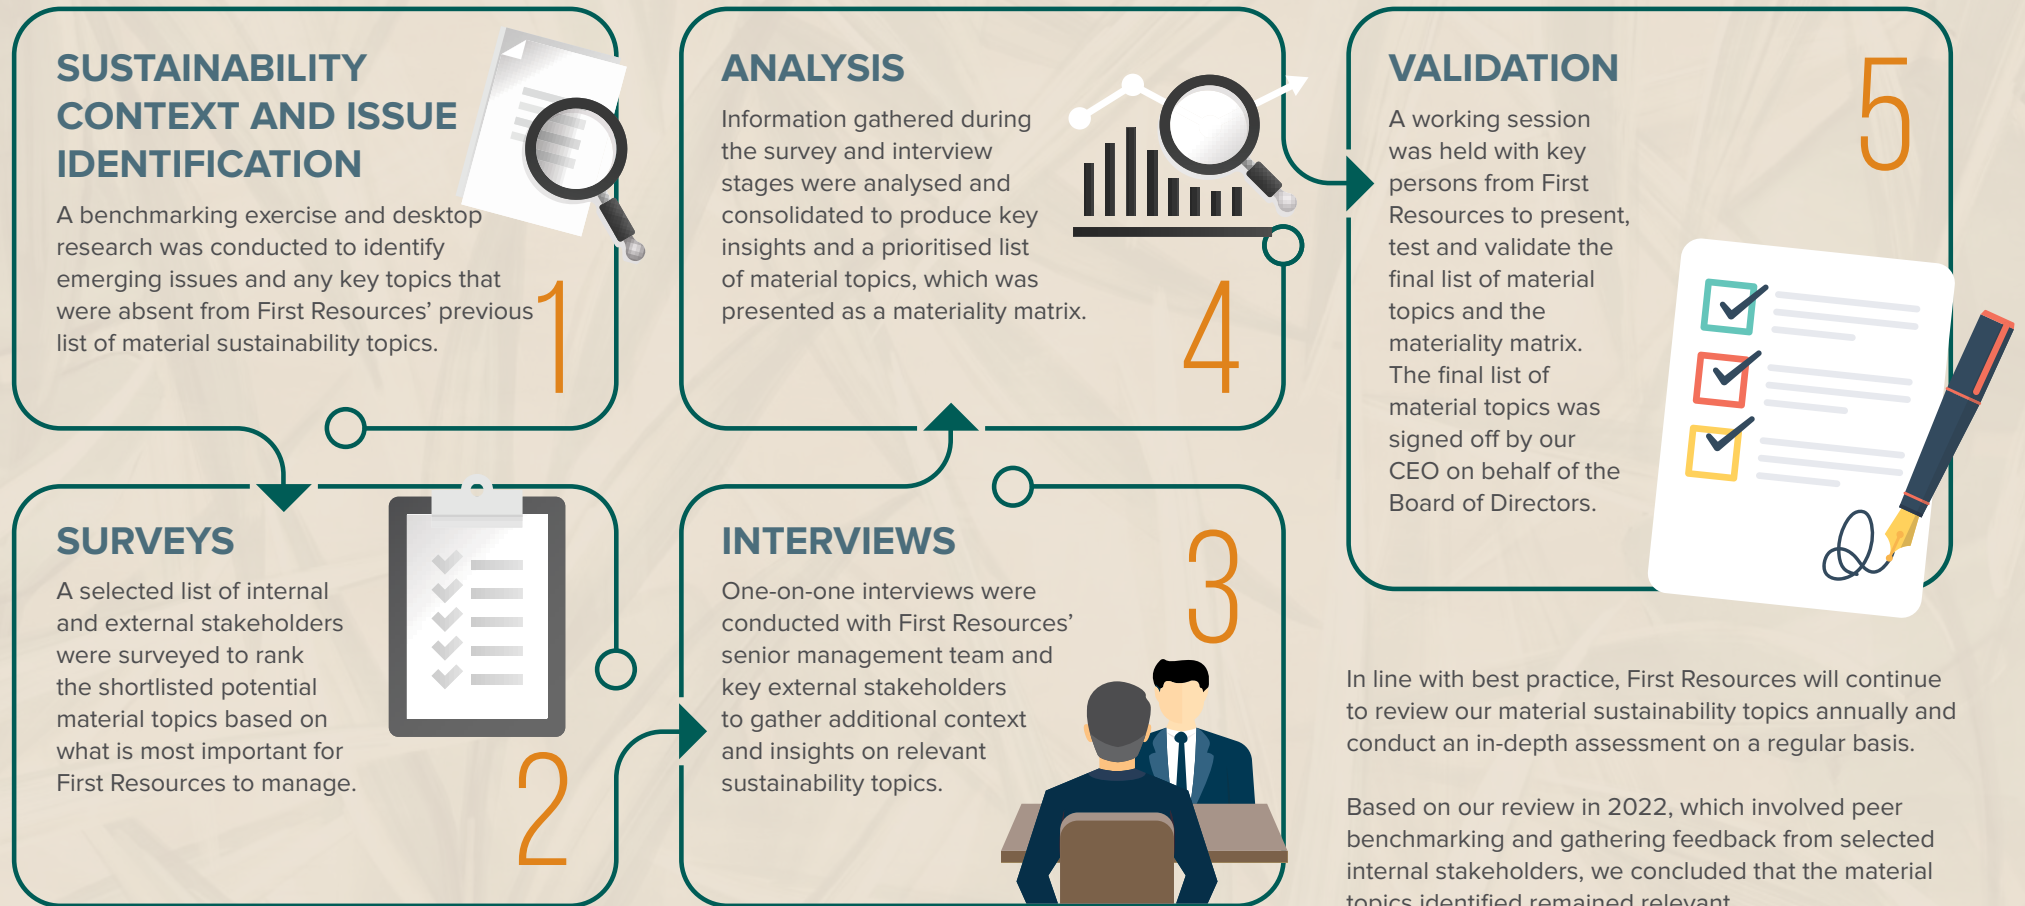 SUSTAINABILITY
CONTEXT AND ISSUE
IDENTIFICATION
A benchmarking exercise and desktop
research was conducted to identify
emerging issues and any key topics that
were absent from First Resources’ previous
list of material sustainability topics.
1
SURVEYS
A selected list of internal
and external stakeholders
were surveyed to rank
the shortlisted potential
material topics based on
what is most important for
First Resources to manage.
2
INTERVIEWS
One-on-one interviews were
conducted with First Resources’
senior management team and
key external stakeholders
to gather additional context
and insights on relevant
sustainability topics.
3
ANALYSIS
Information gathered during
the survey and interview
stages were analysed and
consolidated to produce key
insights and a prioritised list
of material topics, which was
presented as a materiality matrix.
4
VALIDATION
A working session
was held with key
persons from First
Resources to present,
test and validate the
final list of material
topics and the
materiality matrix.
The final list of
material topics was
signed off by our
CEO on behalf of the
Board of Directors.
5
In line with best practice, First Resources will continue
to review our material sustainability topics annually and
conduct an in-depth assessment on a regular basis.
Based on our review in 2022, which involved peer
benchmarking and gathering feedback from selected
internal stakeholders, we concluded that the material
topics identified remained relevant.